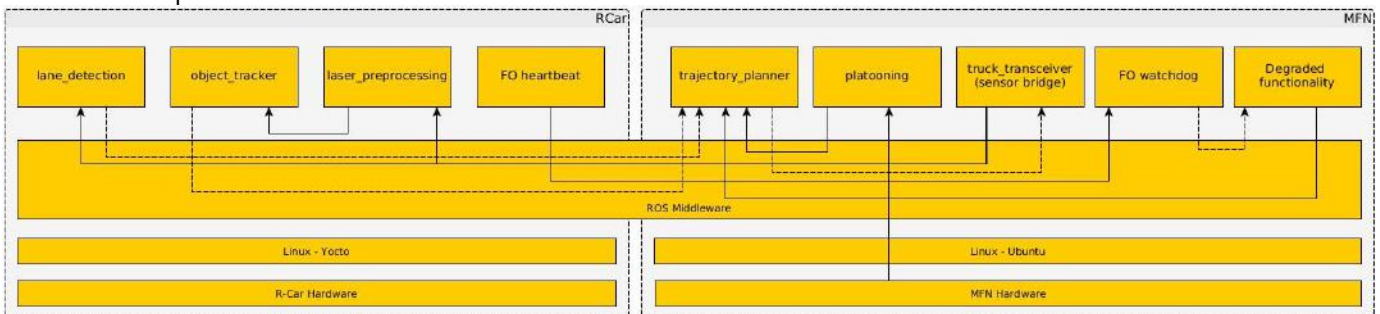 RCar
MFN
lane_detection
object_tracker
laser_preprocessing
FO heartbeat
trajectory_planner
platooning
truck_transceiver
(sensor bridge)
FO watchdog
Degraded
functionality
ROS Middleware
Linux - Yocto
Linux - Ubuntu
R-Car Hardware
MFN Hardware